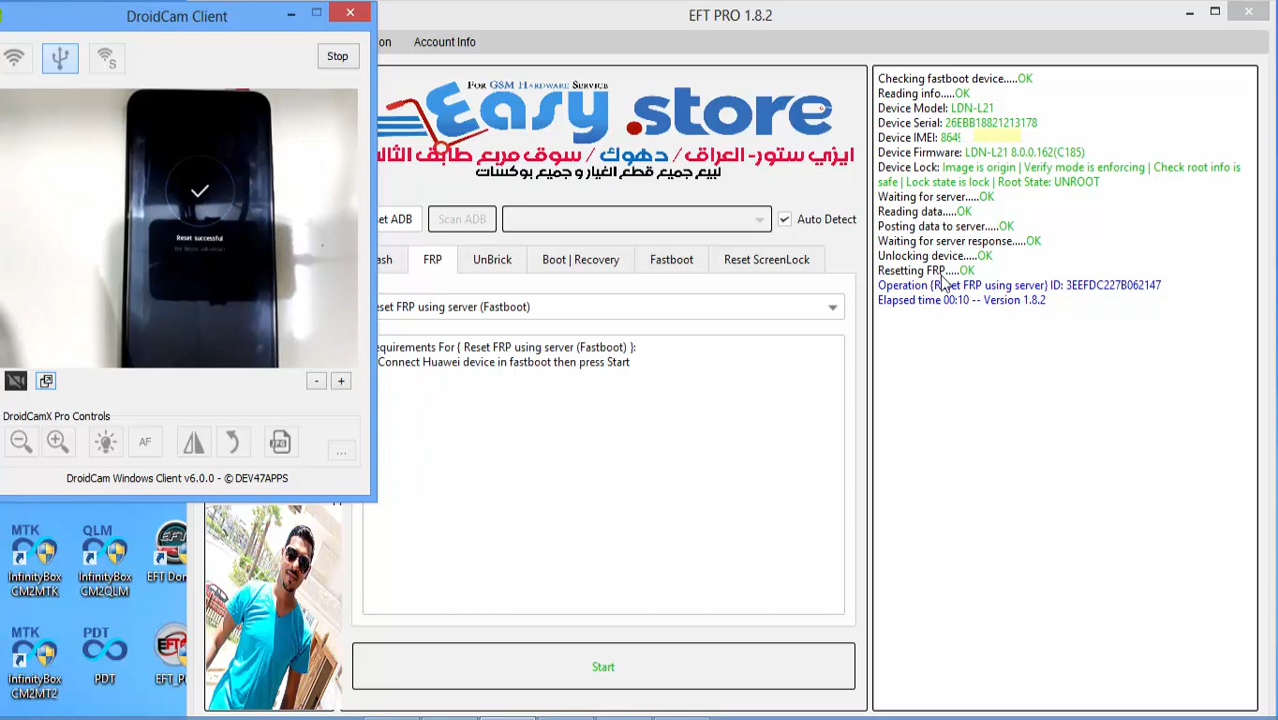 DroidCam Client
Stop
Reset successful
DroidCamX Pro Controls
AF
JPG
...
DroidCam Windows Client v6.0.0 - © DEV47APPS
EFT PRO 1.8.2
on Account Info
For GSM Hardware Service
Easy.store
ايزي ستور- العراق/ دهوك/ سوق مربع طابق الثالث
لبيع جميع قطع الغيار و جميع بوكسات
et ADB Scan ADB Auto Detect
ash FRP UnBrick Boot | Recovery Fastboot Reset ScreenLock
eset FRP using server (Fastboot)
equirements For { Reset FRP using server (Fastboot) }:
Connect Huawei device in fastboot then press Start
Start
Checking fastboot device.....OK
Reading info.....OK
Device Model: LDN-L21
Device Serial: 26EBB18821213178
Device IMEI: 864
Device Firmware: LDN-L21 8.0.0.162(C185)
Device Lock: Image is origin | Verify mode is enforcing | Check root info is
safe | Lock state is lock | Root State: UNROOT
Waiting for server.....OK
Reading data.....OK
Posting data to server.....OK
Waiting for server response.....OK
Unlocking device.....OK
Resetting FRP.....OK
Operation {Reset FRP using server} ID: 3EEFDC227B062147
Elapsed time 00:10 -- Version 1.8.2
MTK
InfinityBox
CM2MTK
QLM
InfinityBox
CM2QLM
EFT
EFT Don
MTK
InfinityBox
CM2MT2
PDT
PDT
EFT
EFT_P